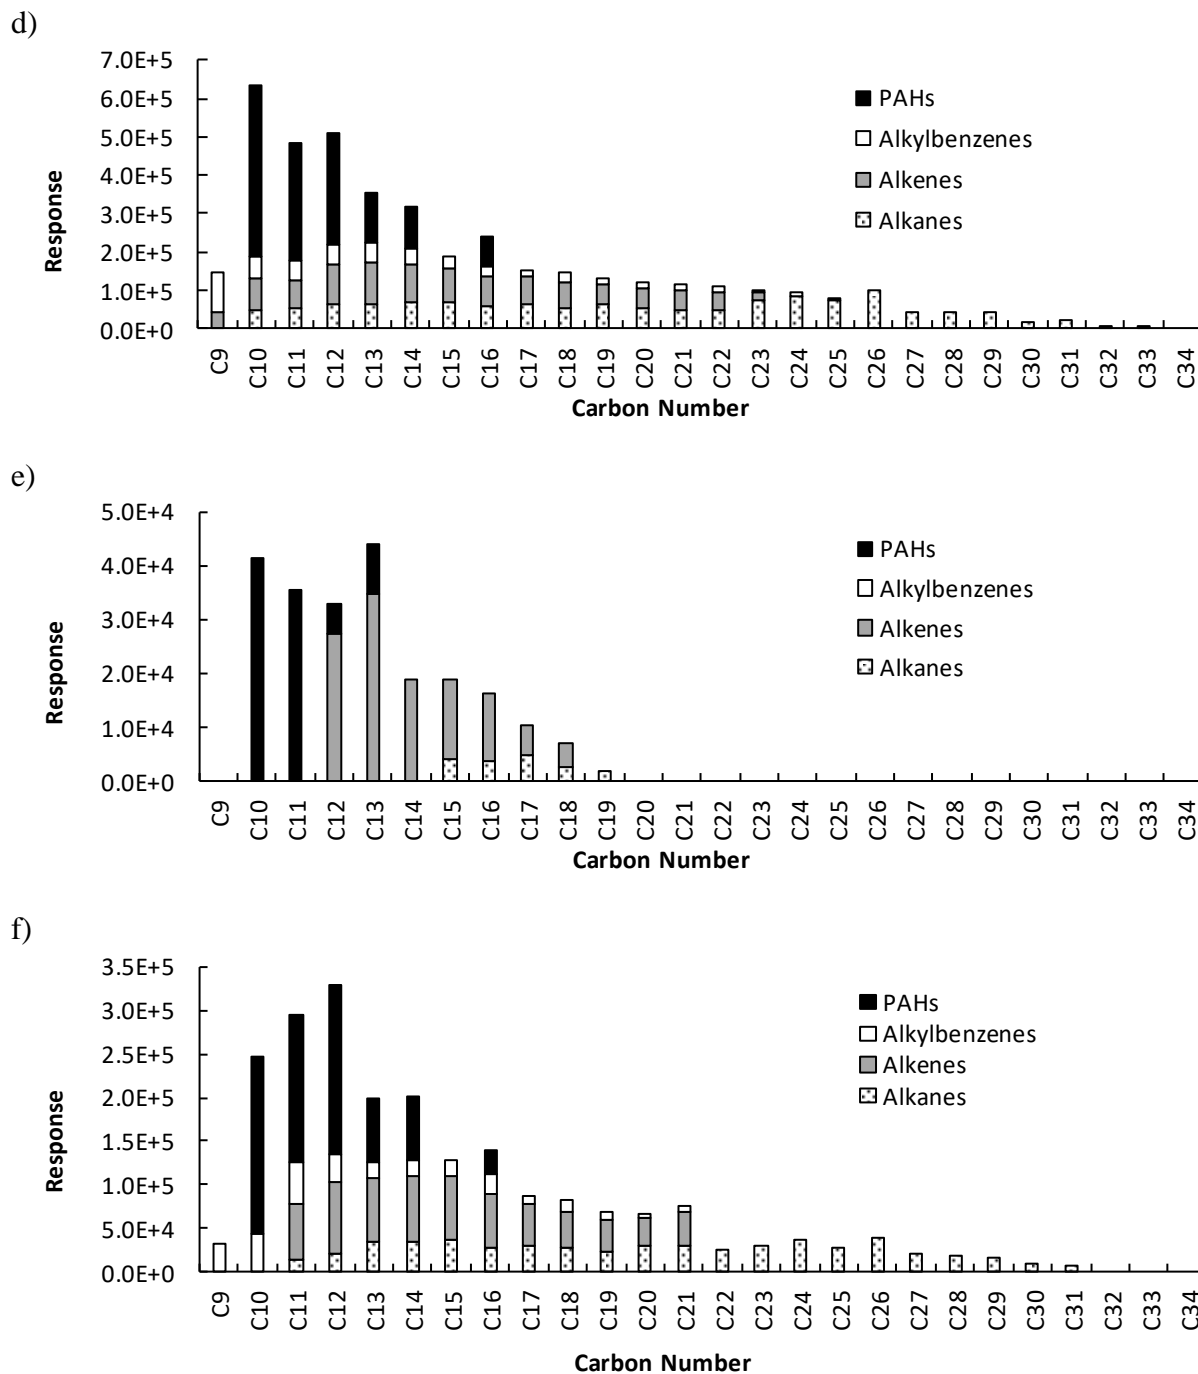 d)
7.0E+5
6.0E+5
5.0E+5
4.0E+5
3.0E+5
2.0E+5
1.0E+5
0.0E+0
Response
PAHs
Alkylbenzenes
Alkenes
Alkanes
C9 C10 C11 C12 C13 C14 C15 C16 C17 C18 C19 C20 C21 C22 C23 C24 C25 C26 C27 C28 C29 C30 C31 C32 C33 C34
Carbon Number
e)
5.0E+4
4.0E+4
3.0E+4
2.0E+4
1.0E+4
0.0E+0
Response
PAHs
Alkylbenzenes
Alkenes
Alkanes
C9 C10 C11 C12 C13 C14 C15 C16 C17 C18 C19 C20 C21 C22 C23 C24 C25 C26 C27 C28 C29 C30 C31 C32 C33 C34
Carbon Number
f)
3.5E+5
3.0E+5
2.5E+5
2.0E+5
1.5E+5
1.0E+5
5.0E+4
0.0E+0
Response
PAHs
Alkylbenzenes
Alkenes
Alkanes
C9 C10 C11 C12 C13 C14 C15 C16 C17 C18 C19 C20 C21 C22 C23 C24 C25 C26 C27 C28 C29 C30 C31 C32 C33 C34
Carbon Number